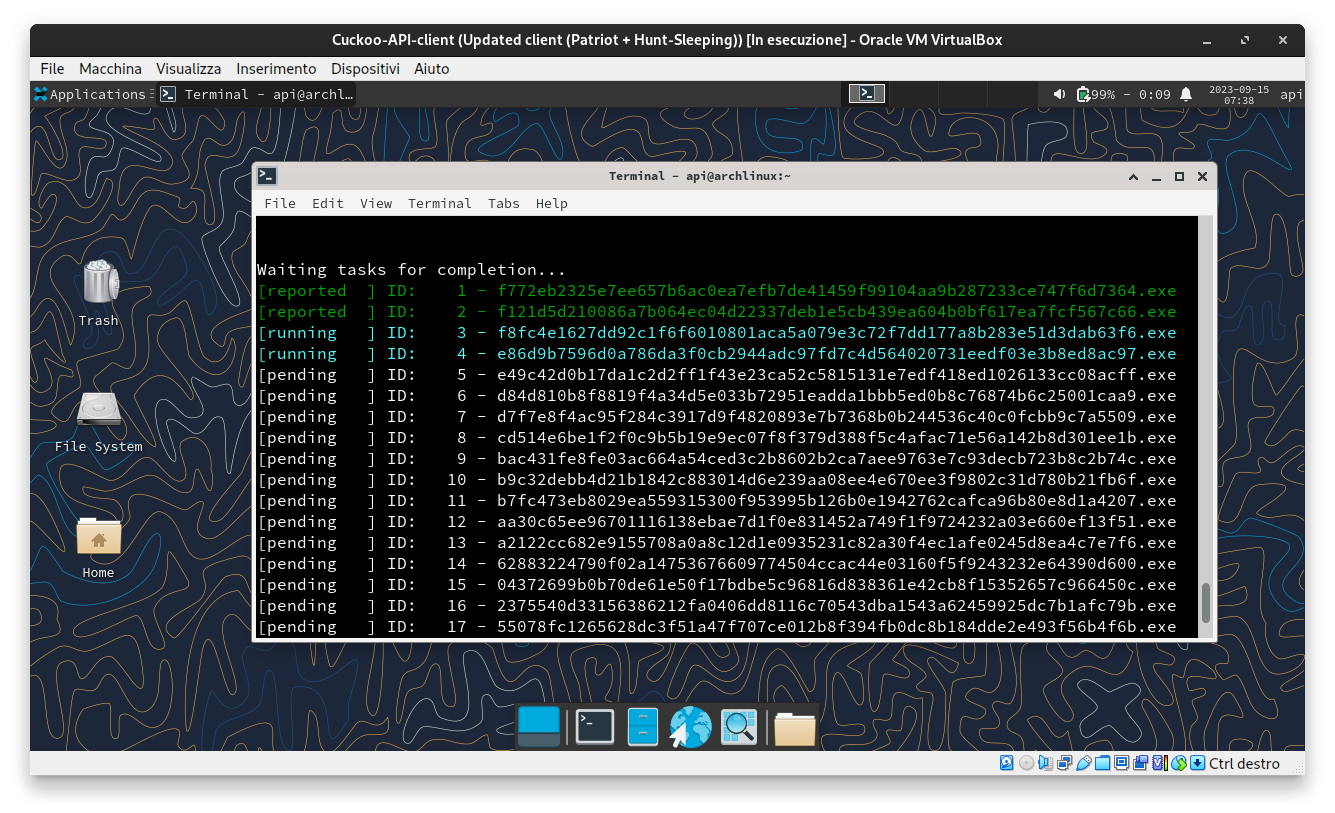 Cuckoo-API-client (Updated client (Patriot + Hunt-Sleeping)) [In esecuzione] - Oracle VM VirtualBox
File Macchina Visualizza Inserimento Dispositivi Aiuto
Applications Terminal - api@archl… 99% - 0:09 2023-09-15 07:38 api
Terminal - api@archlinux:~
File Edit View Terminal Tabs Help
Waiting tasks for completion...
[reported ] ID: 1 - f772eb2325e7ee657b6ac0ea7efb7de41459f99104aa9b287233ce747f6d7364.exe
[reported ] ID: 2 - f121d5d210086a7b064ec04d22337deb1e5cb439ea604b0bf617ea7fcf567c66.exe
[running ] ID: 3 - f8fc4e1627dd92c1f6f6010801aca5a079e3c72f7dd177a8b283e51d3dab63f6.exe
[running ] ID: 4 - e86d9b7596d0a786da3f0cb2944adc97fd7c4d564020731eedf03e3b8ed8ac97.exe
[pending ] ID: 5 - e49c42d0b17da1c2d2ff1f43e23ca52c5815131e7edf418ed1026133cc08acff.exe
[pending ] ID: 6 - d84d810b8f8819f4a34d5e033b72951eadda1bbb5ed0b8c76874b6c25001caa9.exe
[pending ] ID: 7 - d7f7e8f4ac95f284c3917d9f4820893e7b7368b0b244536c40c0fcbb9c7a5509.exe
[pending ] ID: 8 - cd514e6be1f2f0c9b5b19e9ec07f8f379d388f5c4afac71e56a142b8d301ee1b.exe
[pending ] ID: 9 - bac431fe8fe03ac664a54ced3c2b8602b2ca7aee9763e7c93decb723b8c2b74c.exe
[pending ] ID: 10 - b9c32debb4d21b1842c883014d6e239aa08ee4e670ee3f9802c31d780b21fb6f.exe
[pending ] ID: 11 - b7fc473eb8029ea559315300f953995b126b0e1942762cafca96b80e8d1a4207.exe
[pending ] ID: 12 - aa30c65ee96701116138ebae7d1f0e831452a749f1f9724232a03e660ef13f51.exe
[pending ] ID: 13 - a2122cc682e9155708a0a8c12d1e0935231c82a30f4ec1afe0245d8ea4c7e7f6.exe
[pending ] ID: 14 - 62883224790f02a14753676609774504ccac44e03160f5f9243232e64390d600.exe
[pending ] ID: 15 - 04372699b0b70de61e50f17bdbe5c96816d838361e42cb8f15352657c966450c.exe
[pending ] ID: 16 - 2375540d33156386212fa0406dd8116c70543dba1543a62459925dc7b1afc79b.exe
[pending ] ID: 17 - 55078fc1265628dc3f51a47f707ce012b8f394fb0dc8b184dde2e493f56b4f6b.exe
Trash
File System
Home
Ctrl destro